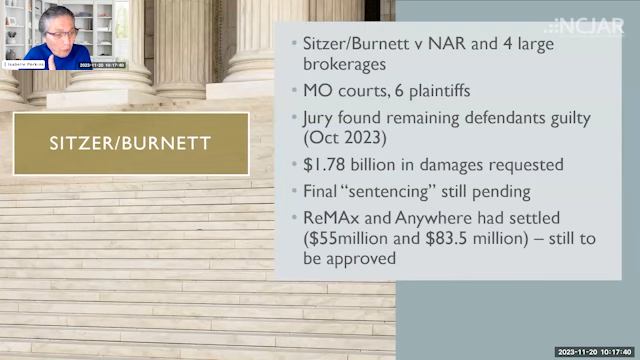 NCJAR
Isabelle Perkins
2023-11-20 10:17:40
SITZER/BURNETT
• Sitzer/Burnett v NAR and 4 large
brokerages
• MO courts, 6 plaintiffs
• Jury found remaining defendants guilty
(Oct 2023)
• $1.78 billion in damages requested
• Final “sentencing” still pending
• ReMAx and Anywhere had settled
($55million and $83.5 million) – still to
be approved
2023-11-20 10:17:40